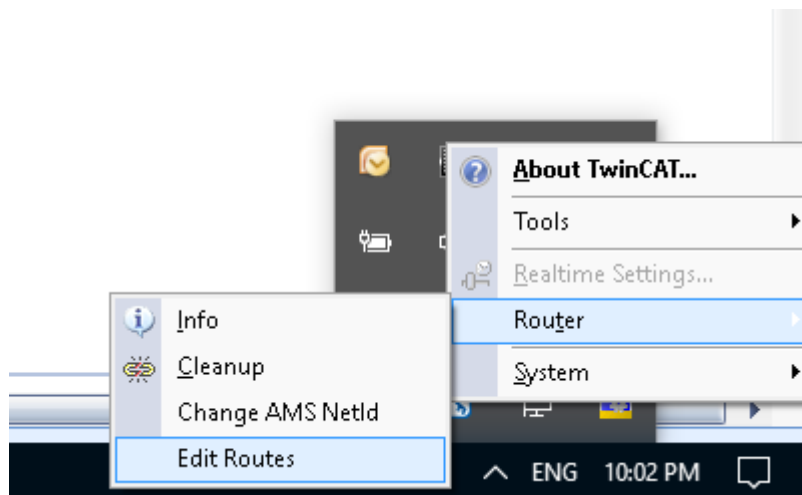 About TwinCAT...
Tools
Realtime Settings...
Router
System
Info
Cleanup
Change AMS NetId
Edit Routes
ENG 10:02 PM